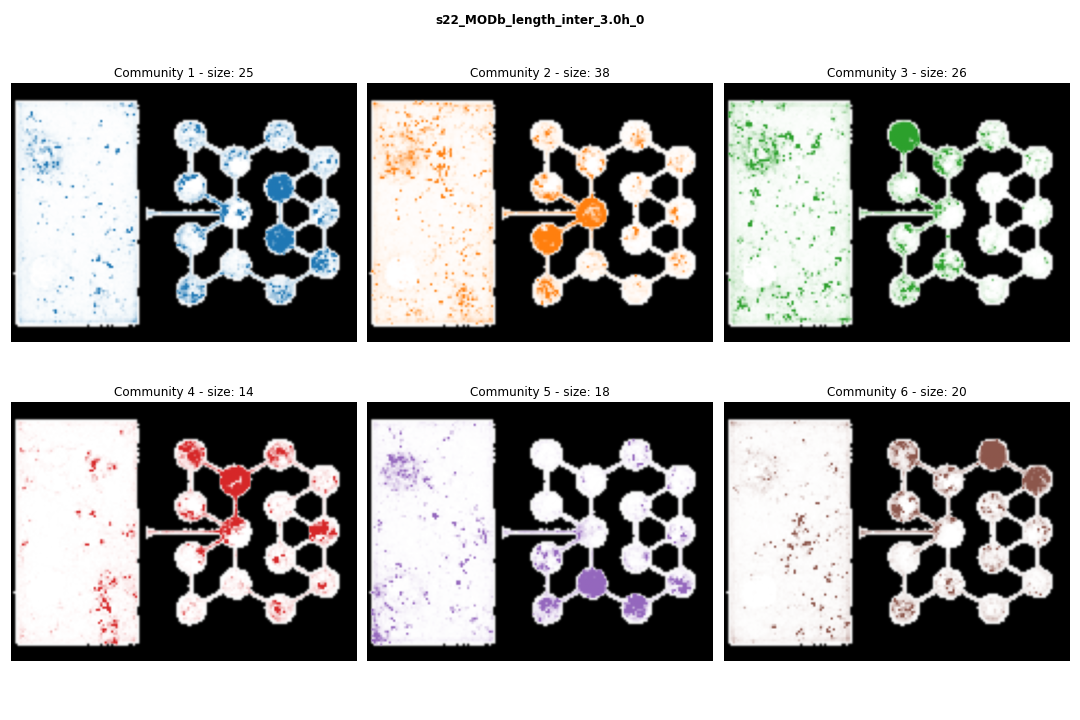 s22_MODb_length_inter_3.0h_0
Community 1 - size: 25
Community 2 - size: 38
Community 3 - size: 26
Community 4 - size: 14
Community 5 - size: 18
Community 6 - size: 20